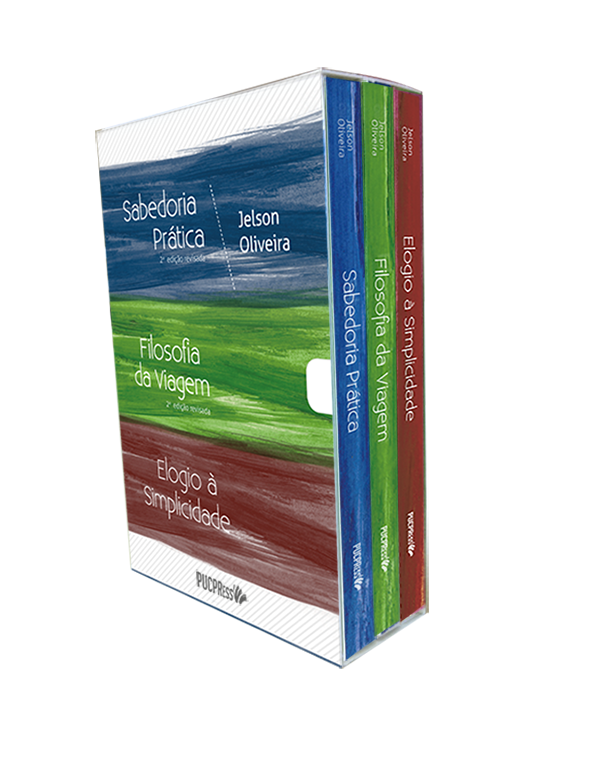 Sabedoria
Prática
2ª edição revisada
Jelson
Oliveira
Filosofia
da Viagem
2ª edição revisada
Elogio à
Simplicidade
PUCPRess
Jelson
Oliveira
Sabedoria Prática
PUCPRess
Jelson
Oliveira
Filosofia da Viagem
PUCPRess
Jelson
Oliveira
Elogio à Simplicidade
PUCPRess